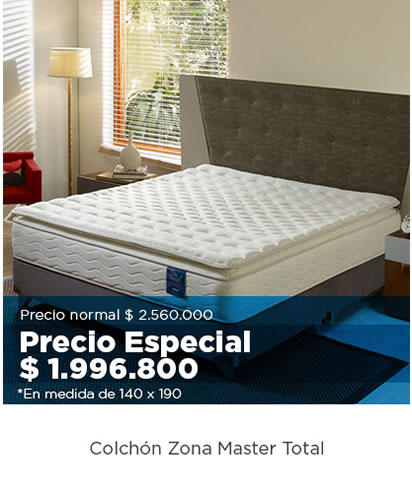 Precio normal $ 2.560.000
Precio Especial
$ 1.996.800
*En medida de 140 x 190
Colchón Zona Master Total